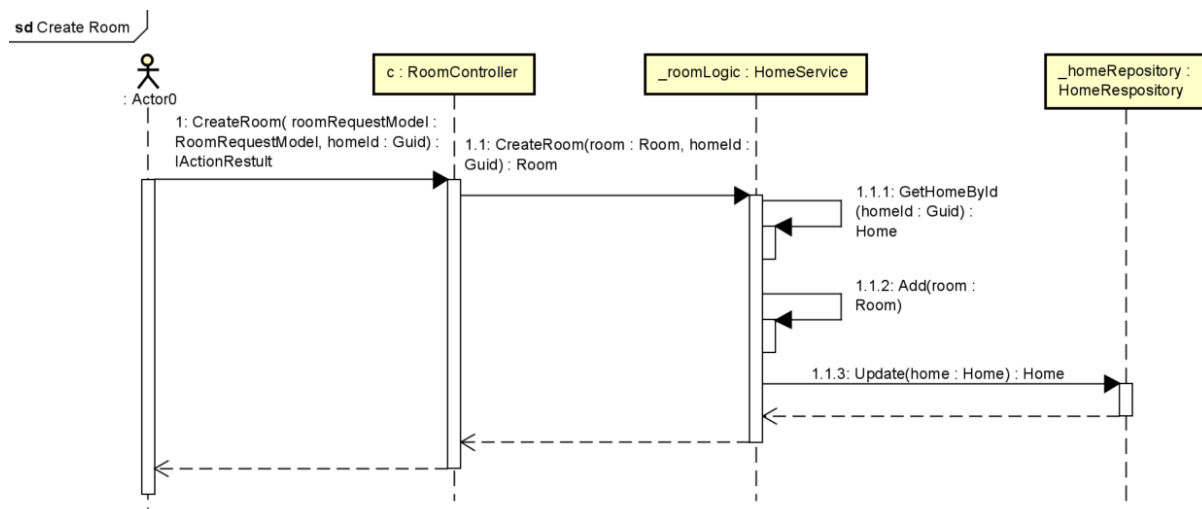 sd Create Room
: Actor0
c : RoomController
_roomLogic : HomeService
_homeRepository :
HomeRespository
1: CreateRoom( roomRequestModel :
RoomRequestModel, homeId : Guid) :
IActionRestult
1.1: CreateRoom(room : Room, homeId :
Guid) : Room
1.1.1: GetHomeById
(homeId : Guid) :
Home
1.1.2: Add(room :
Room)
1.1.3: Update(home : Home) : Home